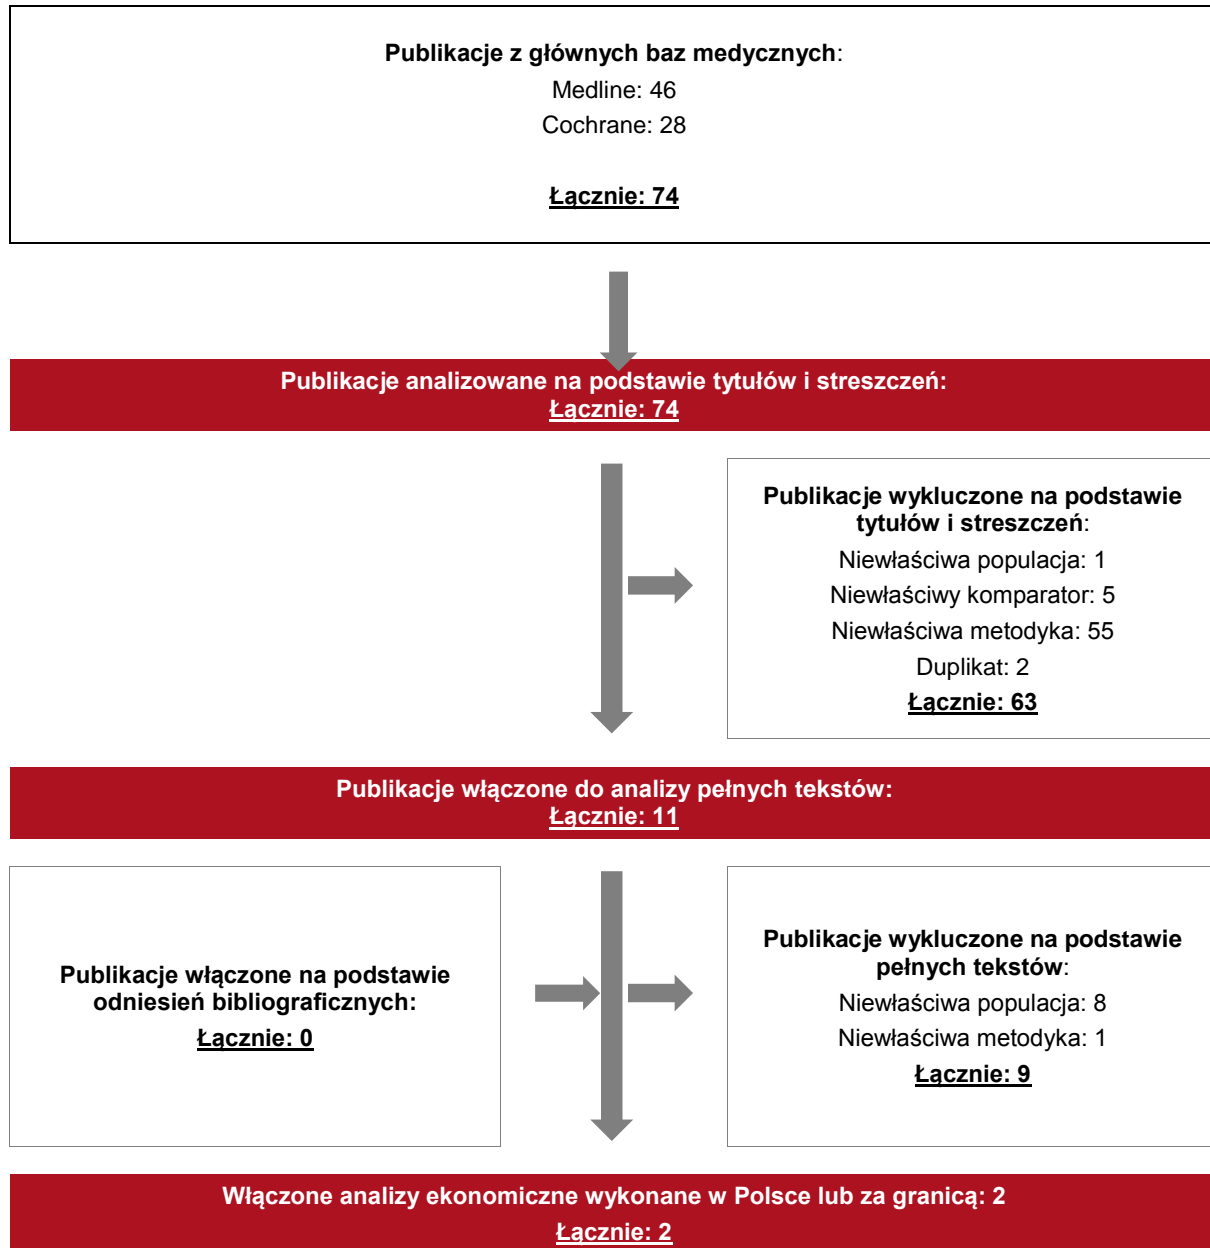 Publikacje z głównych baz medycznych:
Medline: 46
Cochrane: 28
Łącznie: 74
Publikacje analizowane na podstawie tytułów i streszczeń:
Łącznie: 74
Publikacje wykluczone na podstawie
tytułów i streszczeń:
Niewłaściwa populacja: 1
Niewłaściwy komparator: 5
Niewłaściwa metodyka: 55
Duplikat: 2
Łącznie: 63
Publikacje włączone do analizy pełnych tekstów:
Łącznie: 11
Publikacje włączone na podstawie
odniesień bibliograficznych:
Łącznie: 0
Publikacje wykluczone na podstawie
pełnych tekstów:
Niewłaściwa populacja: 8
Niewłaściwa metodyka: 1
Łącznie: 9
Włączone analizy ekonomiczne wykonane w Polsce lub za granicą: 2
Łącznie: 2